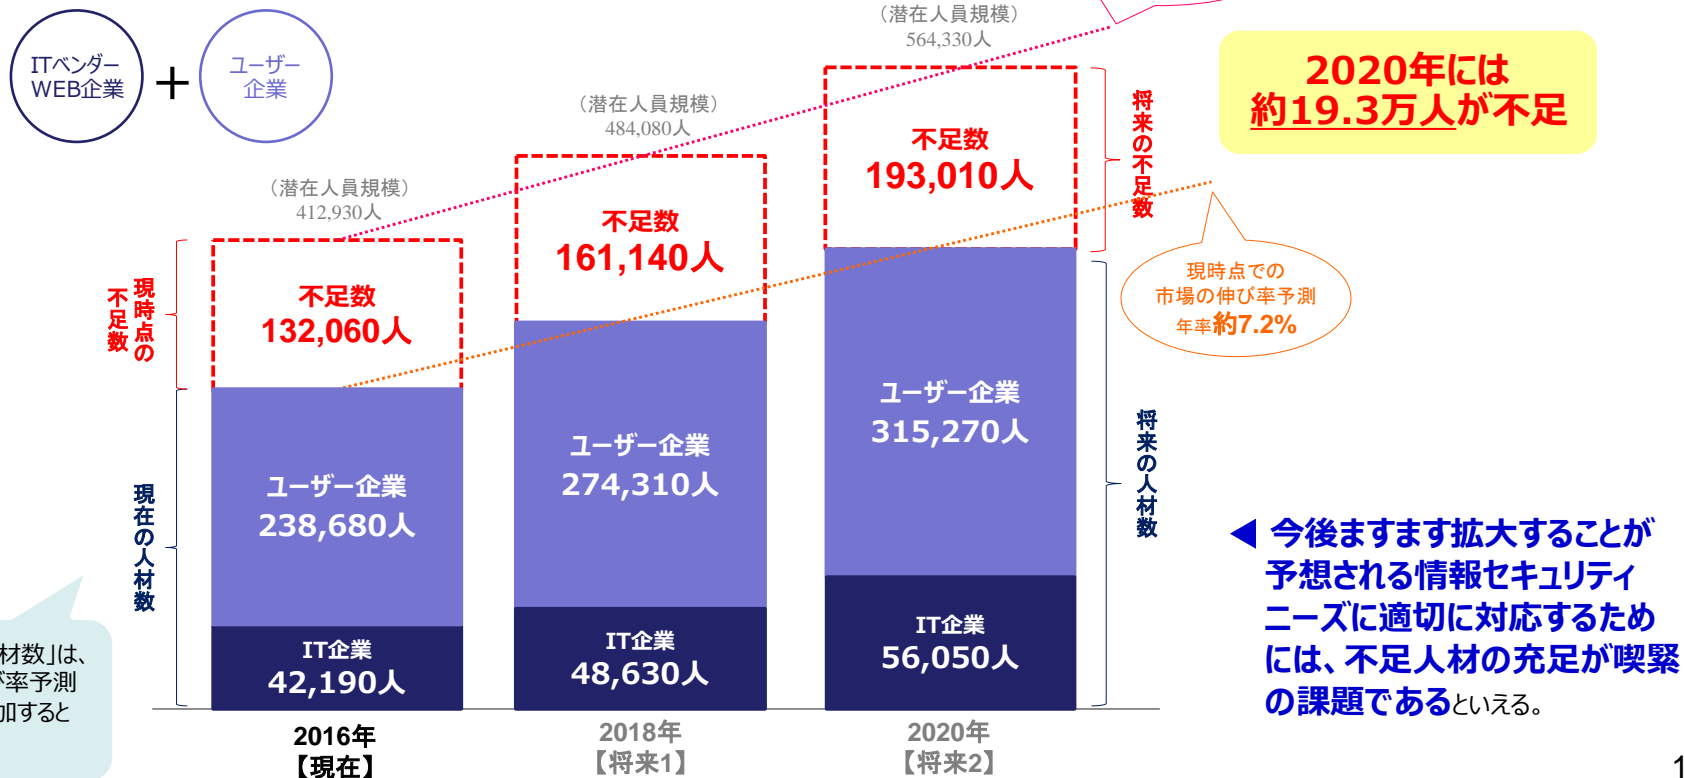 ITベンダー
WEB企業
＋
ユーザー
企業
（潜在人員規模）
412,930人
（潜在人員規模）
484,080人
（潜在人員規模）
564,330人
2020年には
約19.3万人が不足
現時点の
不足数
不足数
132,060人
不足数
161,140人
不足数
193,010人
将来の不足数
現時点での
市場の伸び率予測
年率約7.2%
現在の人材数
ユーザー企業
238,680人
ユーザー企業
274,310人
ユーザー企業
315,270人
将来の人材数
IT企業
42,190人
IT企業
48,630人
IT企業
56,050人
材数」は、
率予測
加すると
◀ 今後ますます拡大することが
予想される情報セキュリティ
ニーズに適切に対応するため
には、不足人材の充足が喫緊
の課題であるといえる。
2016年
【現在】
2018年
【将来1】
2020年
【将来2】
1